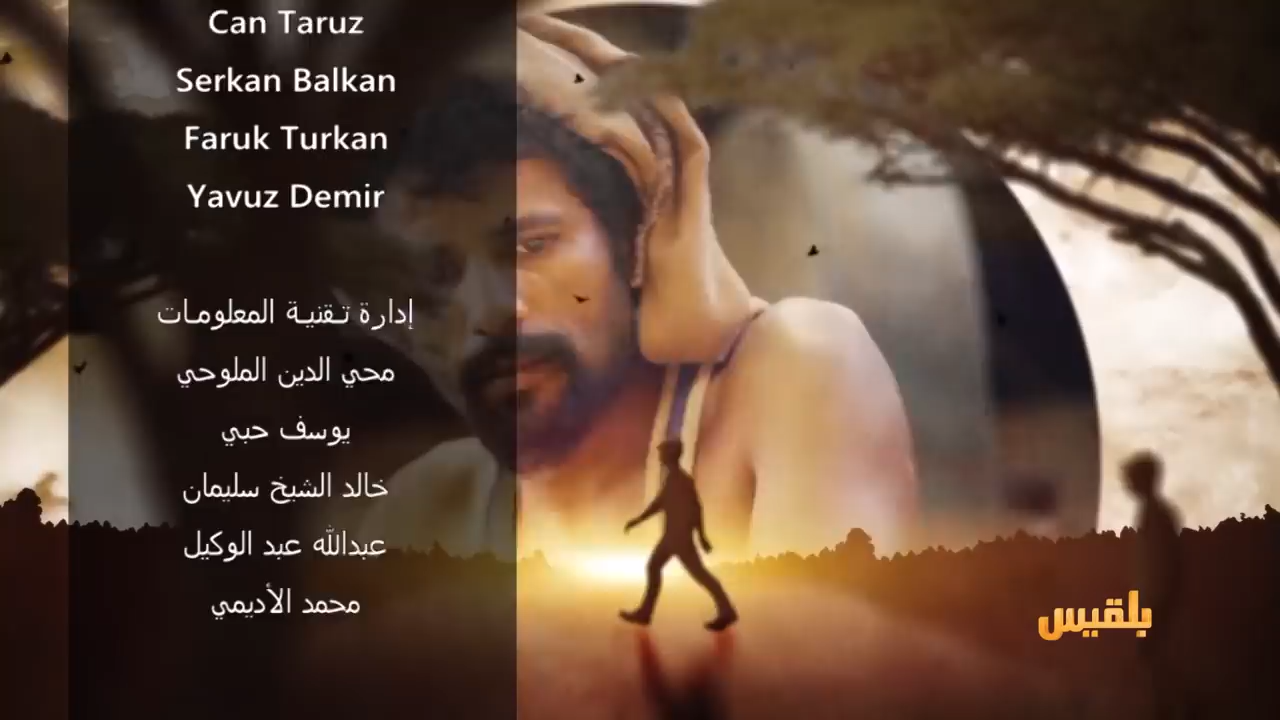 Can Taruz
Serkan Balkan
Faruk Turkan
Yavuz Demir
إدارة تقنية المعلومات
محي الدين الملوحي
يوسف حبي
خالد الشيخ سليمان
عبدالله عبد الوكيل
محمد الأديمي
بلقيس